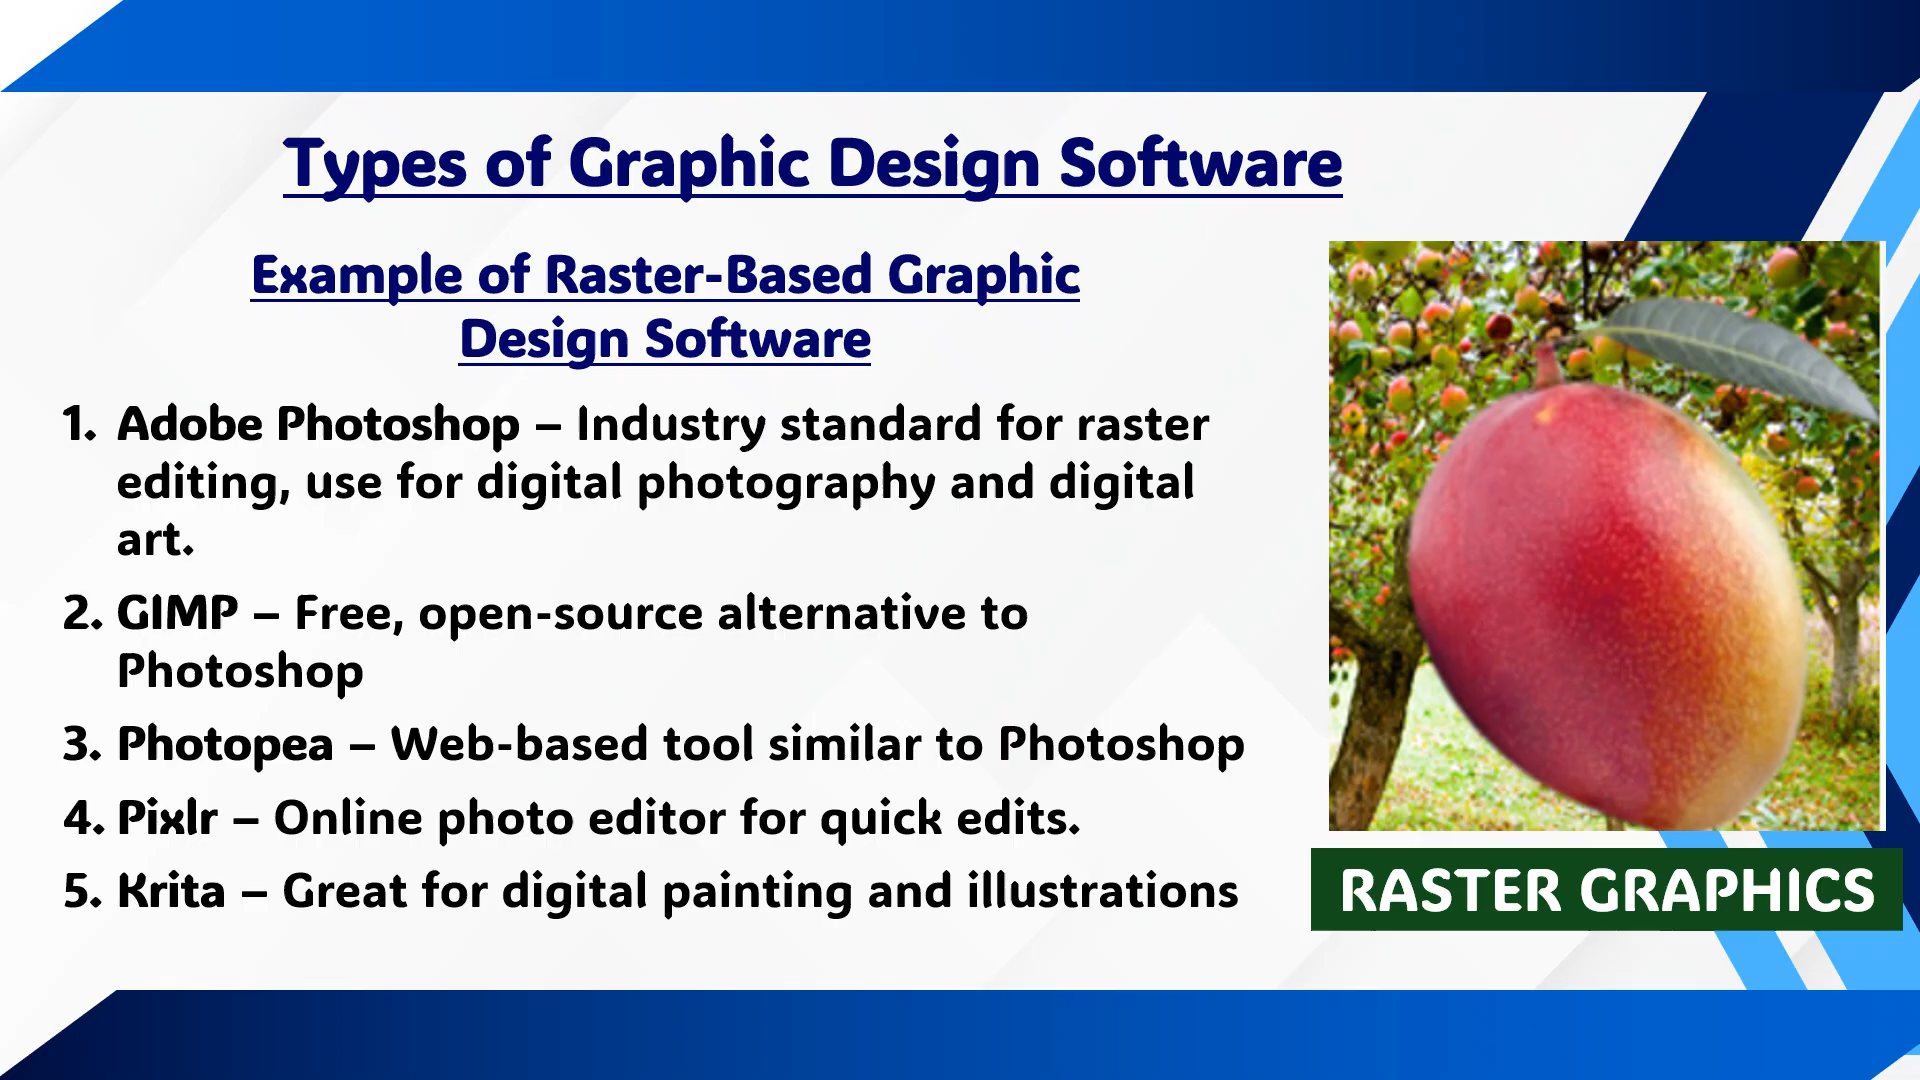 Types of Graphic Design Software
Example of Raster-Based Graphic
Design Software
1. Adobe Photoshop – Industry standard for raster
editing, use for digital photography and digital
art.
2. GIMP – Free, open-source alternative to
Photoshop
3. Photopea – Web-based tool similar to Photoshop
4. Pixlr – Online photo editor for quick edits.
5. Krita – Great for digital painting and illustrations
RASTER GRAPHICS